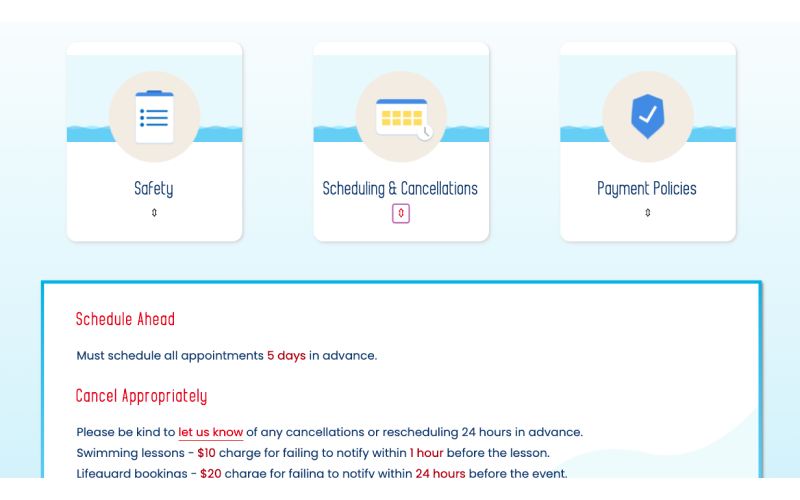 Safety
Scheduling & Cancellations
Payment Policies
Schedule Ahead
Must schedule all appointments 5 days in advance.
Cancel Appropriately
Please be kind to let us know of any cancellations or rescheduling 24 hours in advance.
Swimming lessons - $10 charge for failing to notify within 1 hour before the lesson.
Lifeguard bookings - $20 charge for failing to notify within 24 hours before the event.